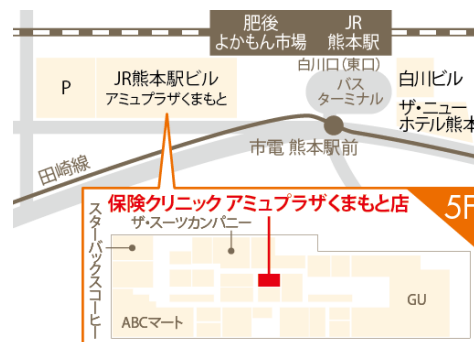 肥後
よかもん市場
JR
熊本駅
白川口(東口)
バス
ターミナル
白川ビル
ザ・ニュー
ホテル熊本
P
JR熊本駅ビル
アミュプラザくまもと
市電 熊本駅前
田崎線
保険クリニック アミュプラザくまもと店
5F
ザ・スーツカンパニー
スターバックスコーヒー
ABCマート
GU